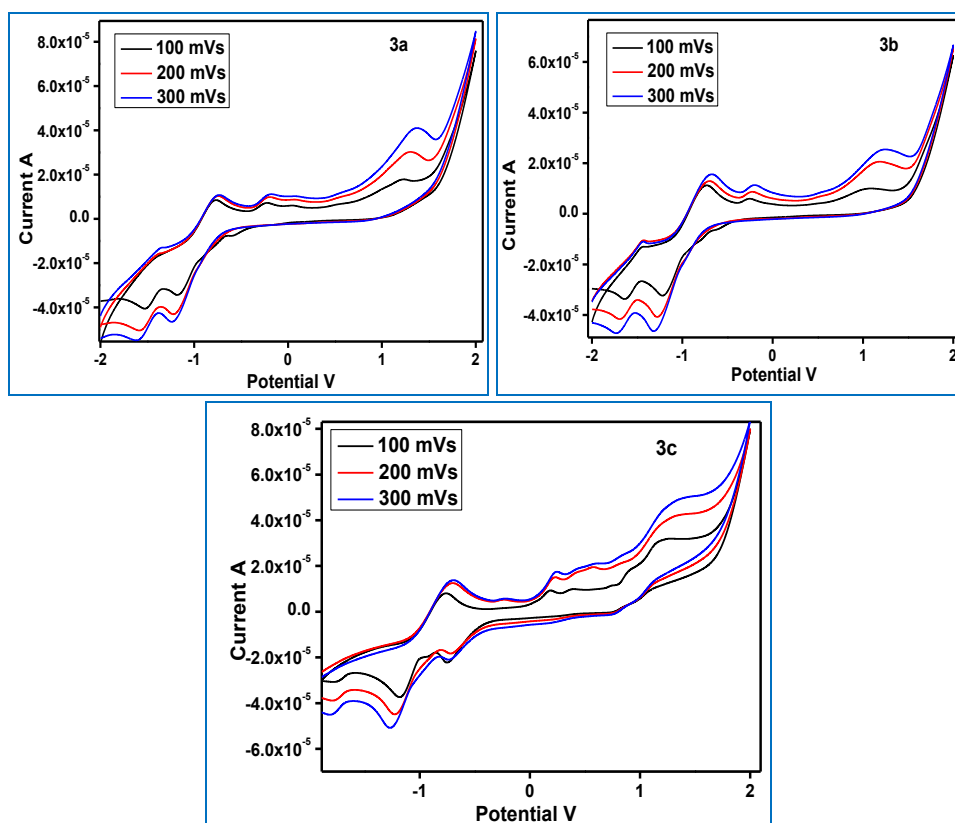 3a
100 mVs
200 mVs
300 mVs
8.0x10-5
6.0x10-5
4.0x10-5
2.0x10-5
0.0
-2.0x10-5
-4.0x10-5
Current A
-2 -1 0 1 2
Potential V
3b
100 mVs
200 mVs
300 mVs
6.0x10-5
4.0x10-5
2.0x10-5
0.0
-2.0x10-5
-4.0x10-5
Current A
-2 -1 0 1 2
Potential V
3c
100 mVs
200 mVs
300 mVs
8.0x10-5
6.0x10-5
4.0x10-5
2.0x10-5
0.0
-2.0x10-5
-4.0x10-5
-6.0x10-5
Current A
-1 0 1 2
Potential V